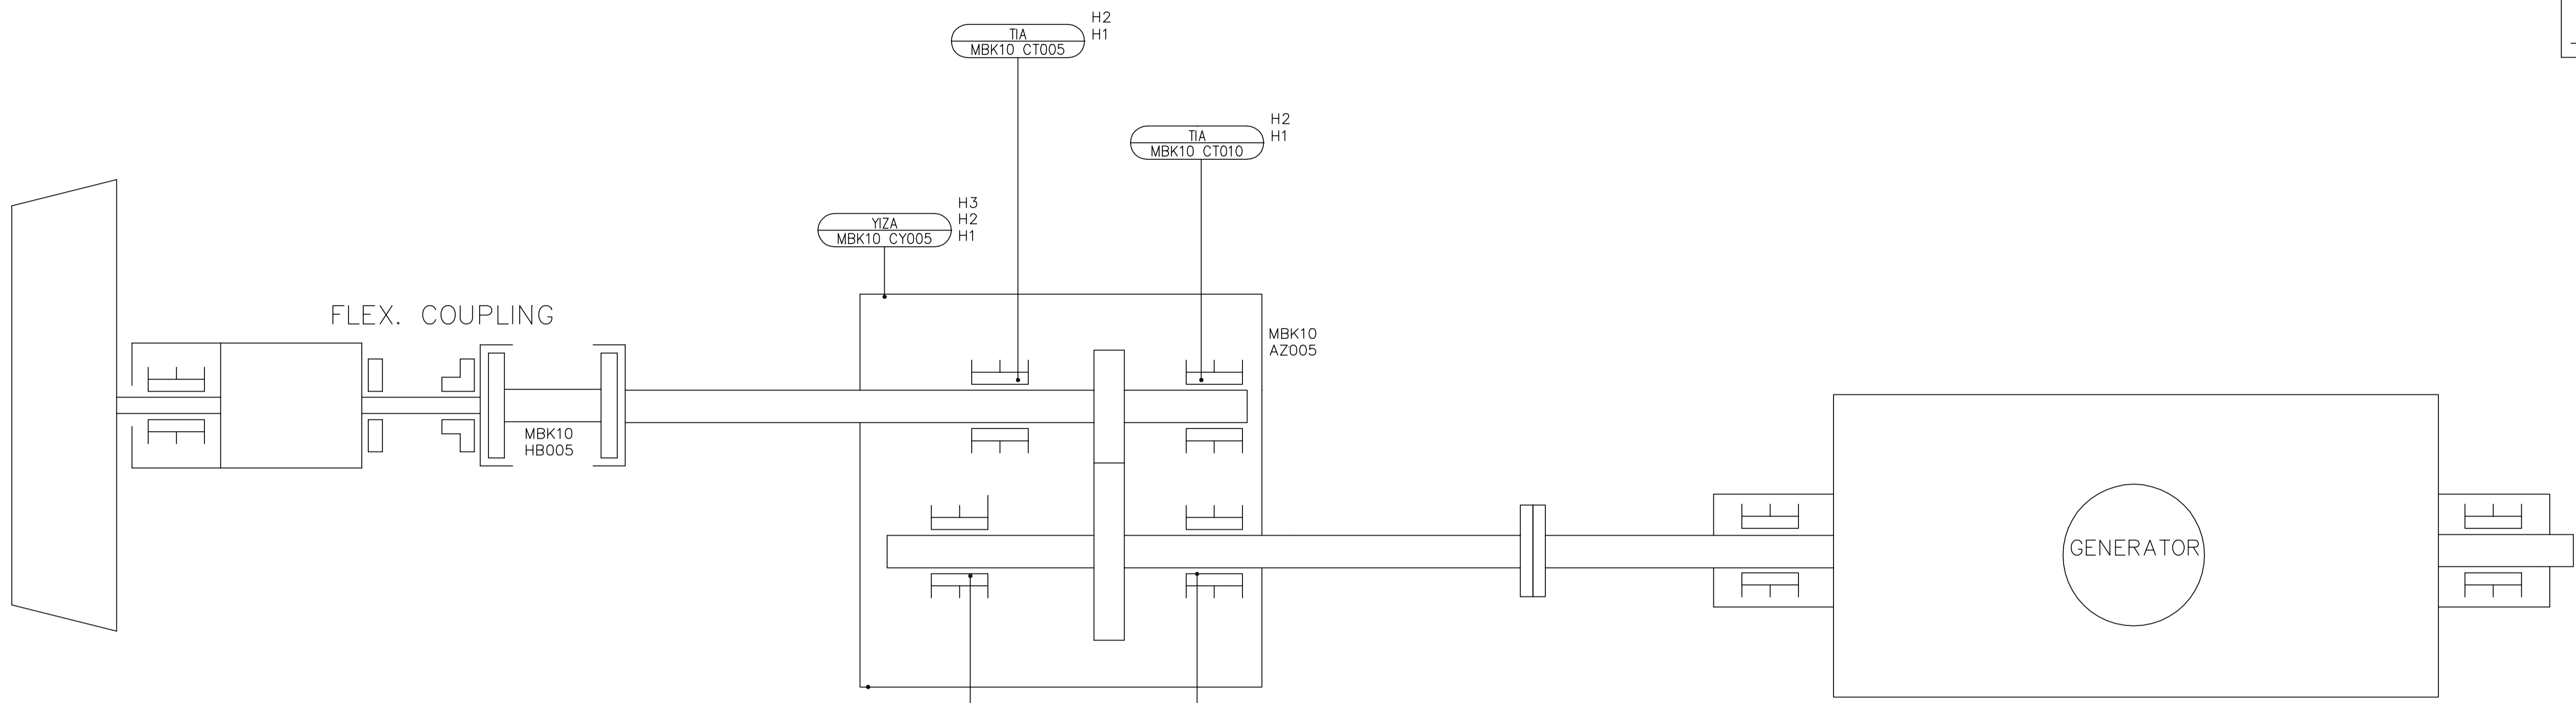 H2
TIA
H1
MBK10 CT005
H2
TIA
H1
MBK10 CT010
H3
YIZA
H2
MBK10 CY005
H1
FLEX. COUPLING
MBK10
AZ005
MBK10
HB005
GENERATOR